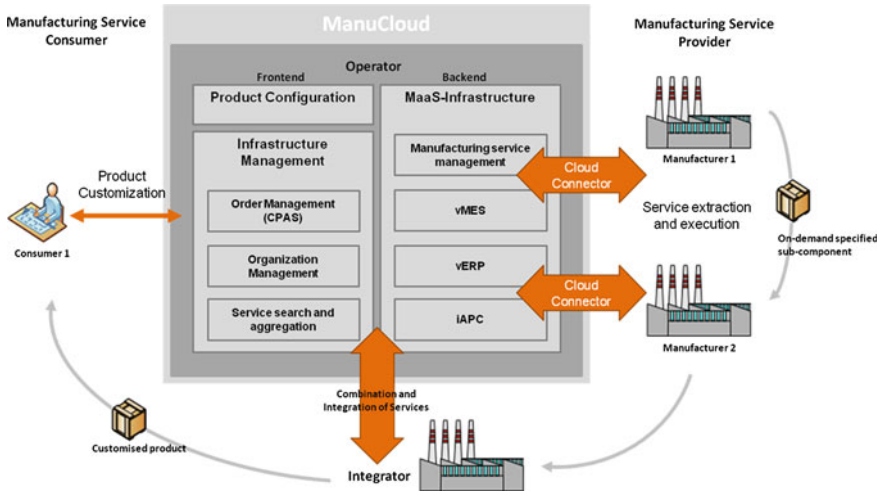 Manufacturing Service
Consumer
ManuCloud
Manufacturing Service
Provider
Operator
Frontend
Backend
Product Configuration
MaaS-Infrastructure
Infrastructure
Management
Manufacturing service
management
Order Management
(CPAS)
vMES
Organization
Management
vERP
Service search and
aggregation
iAPC
Product
Customization
Consumer 1
Cloud
Connector
Manufacturer 1
Service extraction
and execution
On-demand specified
sub-component
Cloud
Connector
Manufacturer 2
Combination and
Integration of Services
Customised product
Integrator